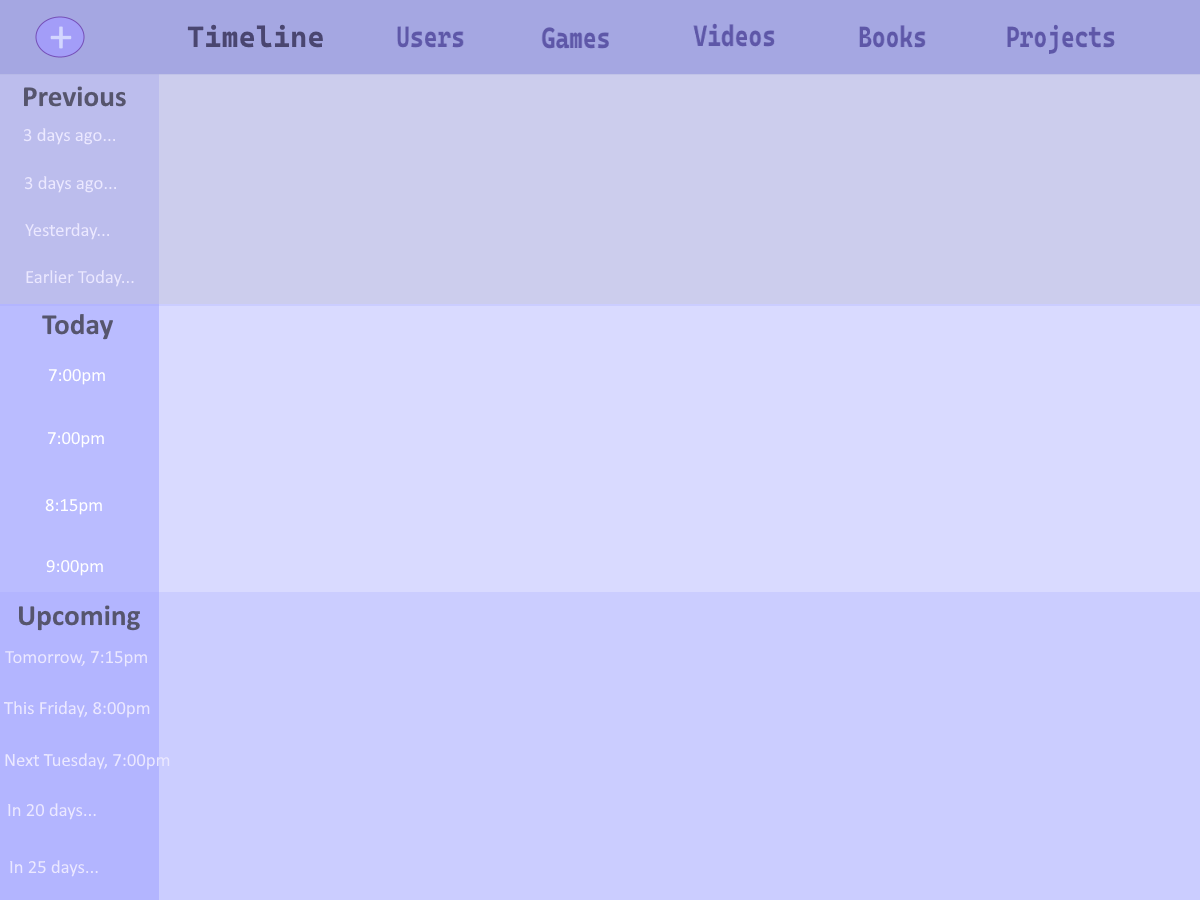 + Timeline Users Games Videos Books Projects
Previous
3 days ago...
3 days ago...
Yesterday...
Earlier Today...
Today
7:00pm
7:00pm
8:15pm
9:00pm
Upcoming
Tomorrow, 7:15pm
This Friday, 8:00pm
Next Tuesday, 7:00pm
In 20 days...
In 25 days...